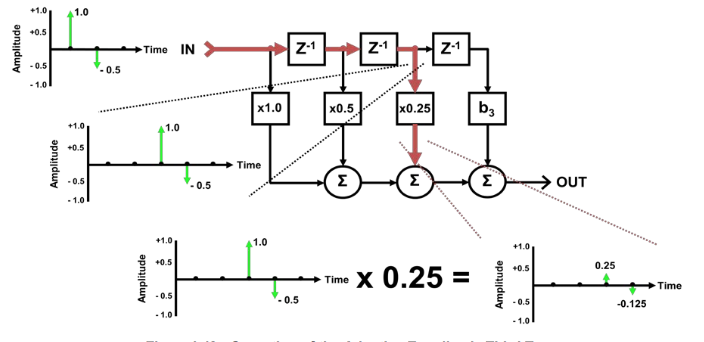 +1.0
+0.5
- 0.5
- 1.0
Amplitude
1.0
- 0.5
Time
IN
Z-1
Z-1
Z-1
x1.0
x0.5
x0.25
b3
Σ
Σ
Σ
OUT
+1.0
+0.5
- 0.5
- 1.0
Amplitude
1.0
- 0.5
Time
+1.0
+0.5
- 0.5
- 1.0
Amplitude
1.0
- 0.5
Time
x 0.25 =
+1.0
+0.5
- 0.5
- 1.0
Amplitude
0.25
-0.125
Time